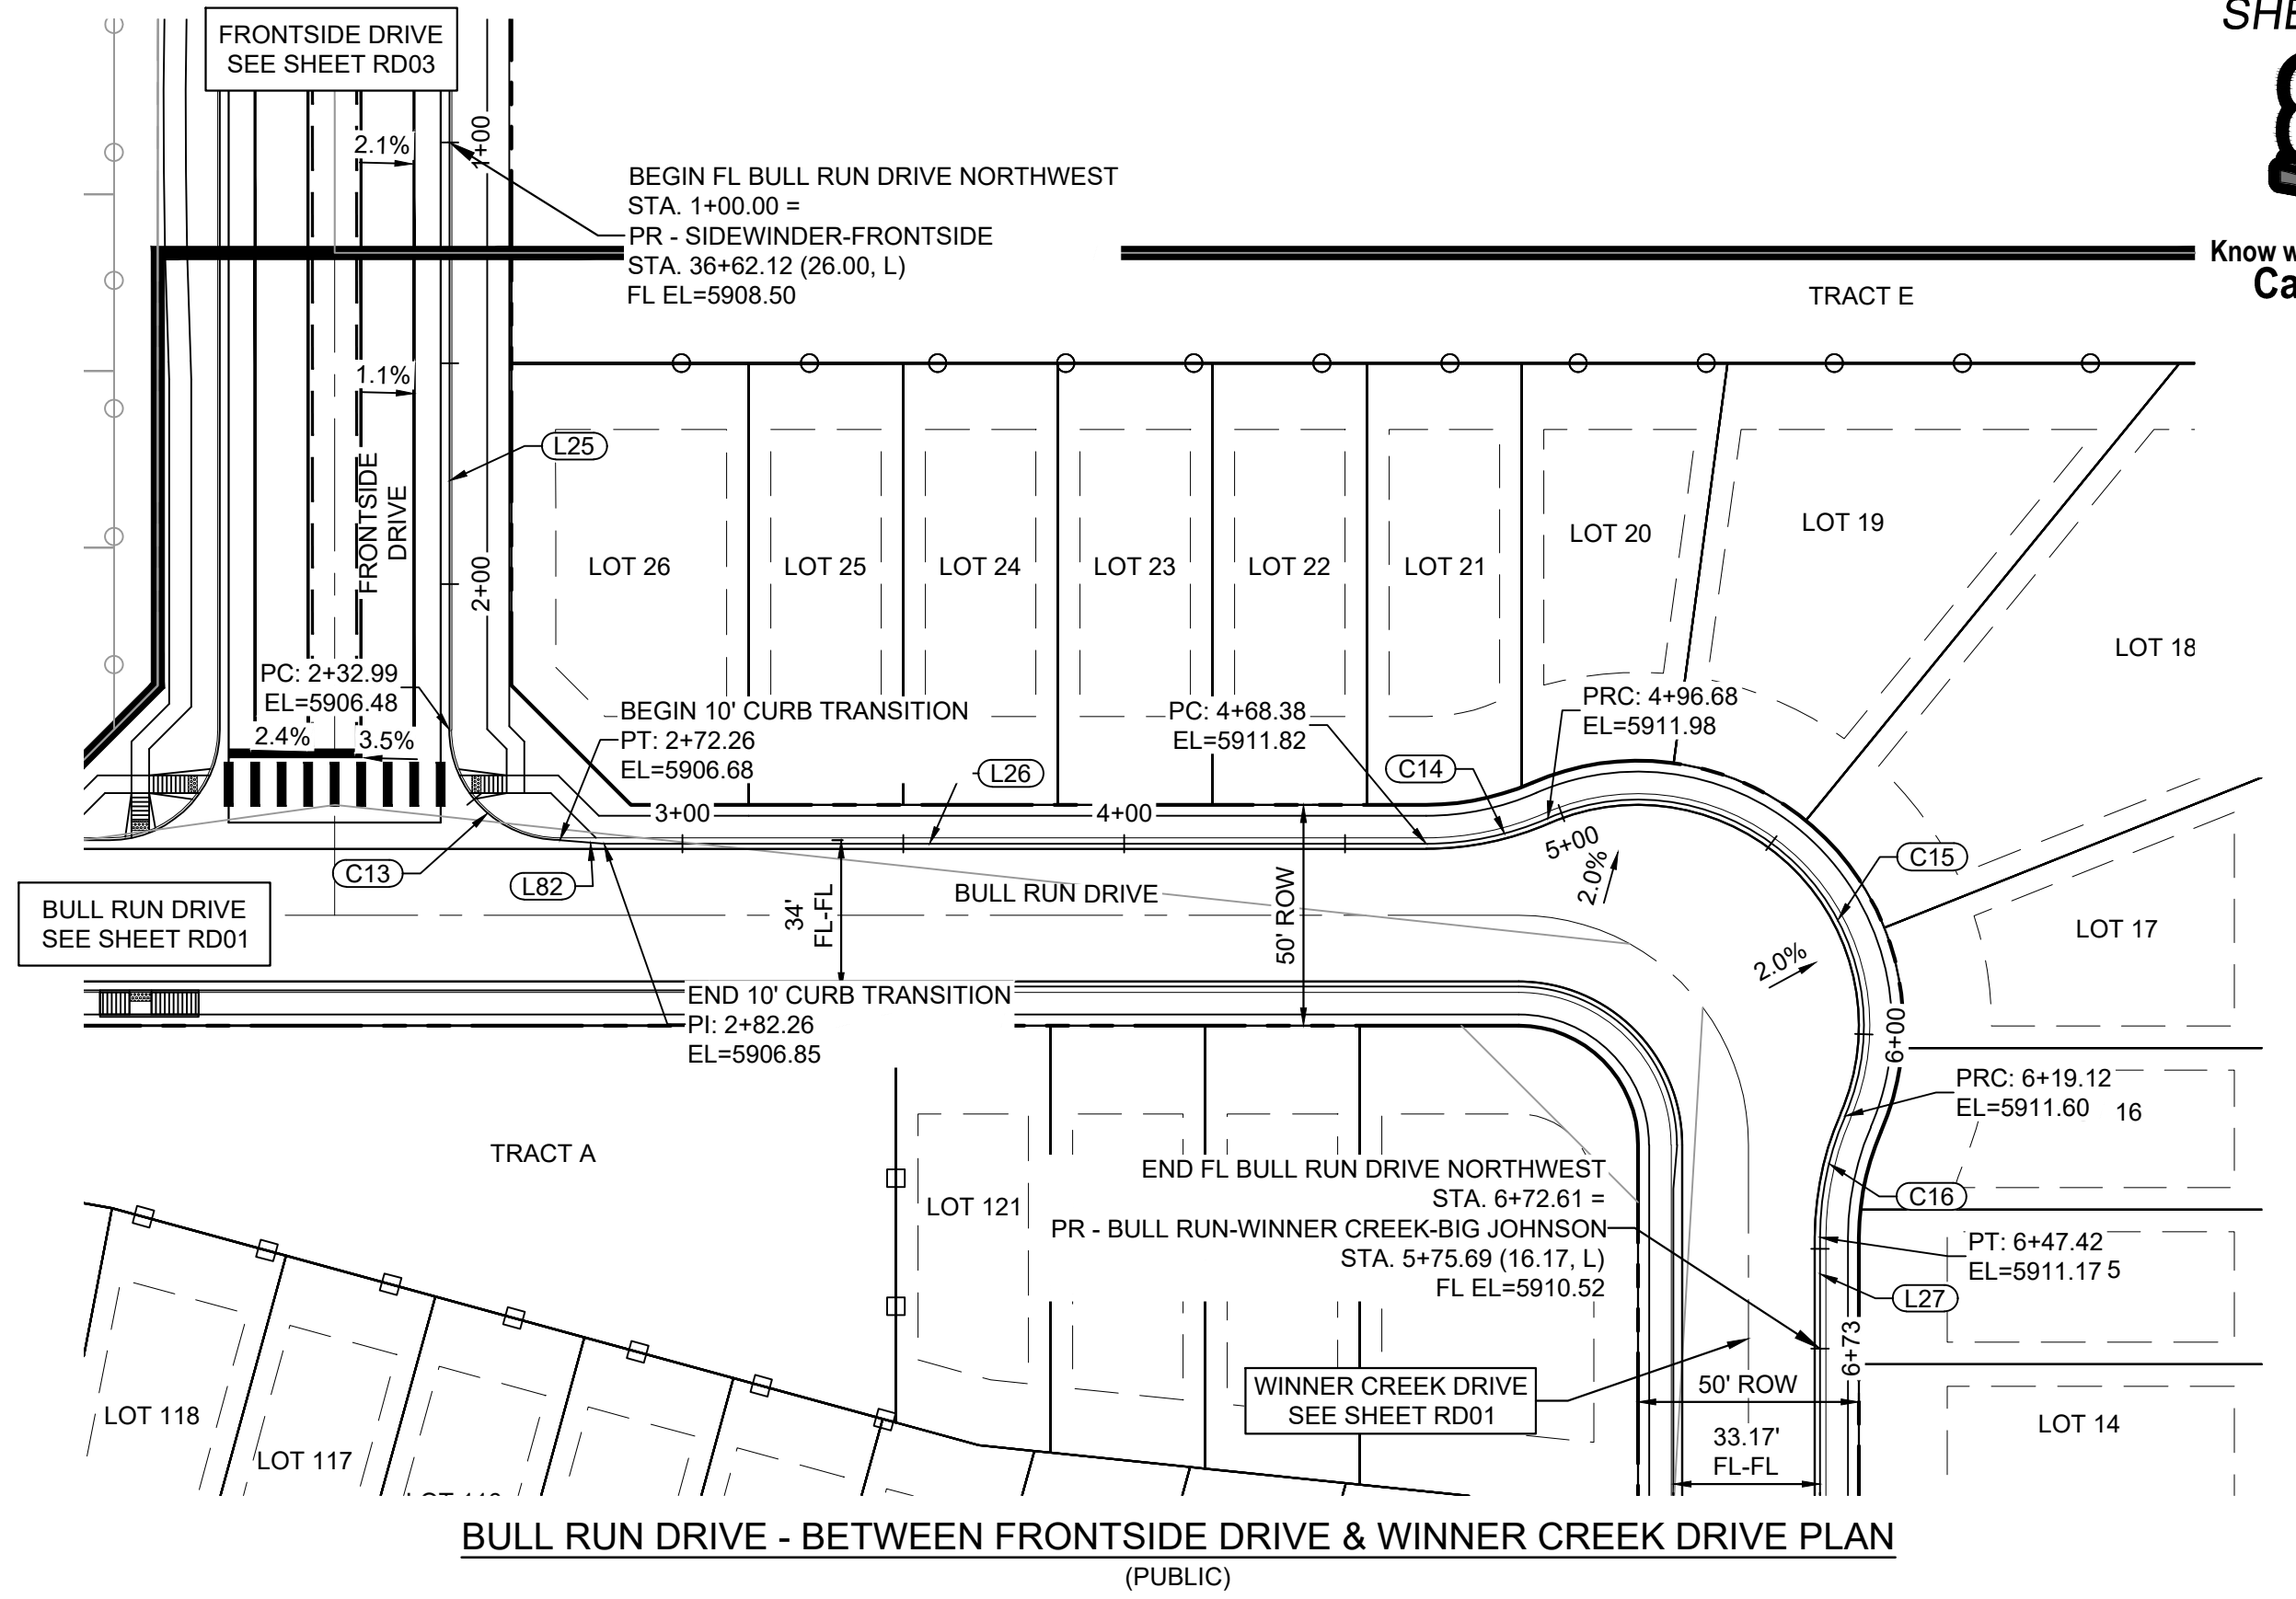 SHE
FRONTSIDE DRIVE
SEE SHEET RD03
2.1%
1+00
BEGIN FL BULL RUN DRIVE NORTHWEST
STA. 1+00.00 =
PR - SIDEWINDER-FRONTSIDE
STA. 36+62.12 (26.00, L)
FL EL=5908.50
Know w
Ca
TRACT E
1.1%
L25
FRONTSIDE
DRIVE
2+00
LOT 26
LOT 25
LOT 24
LOT 23
LOT 22
LOT 21
LOT 20
LOT 19
LOT 18
PC: 2+32.99
EL=5906.48
2.4%
3.5%
BEGIN 10' CURB TRANSITION
PT: 2+72.26
EL=5906.68
L26
PC: 4+68.38
EL=5911.82
C14
PRC: 4+96.68
EL=5911.98
3+00
4+00
5+00
2.0%
C15
C13
L82
BULL RUN DRIVE
SEE SHEET RD01
34'
FL-FL
BULL RUN DRIVE
50' ROW
2.0%
LOT 17
6+00
END 10' CURB TRANSITION
PI: 2+82.26
EL=5906.85
PRC: 6+19.12
EL=5911.60
16
TRACT A
LOT 121
END FL BULL RUN DRIVE NORTHWEST
STA. 6+72.61 =
PR - BULL RUN-WINNER CREEK-BIG JOHNSON
STA. 5+75.69 (16.17, L)
FL EL=5910.52
C16
PT: 6+47.42
EL=5911.17
5
L27
6+73
WINNER CREEK DRIVE
SEE SHEET RD01
50' ROW
33.17'
FL-FL
LOT 14
LOT 118
LOT 117
BULL RUN DRIVE - BETWEEN FRONTSIDE DRIVE & WINNER CREEK DRIVE PLAN
(PUBLIC)